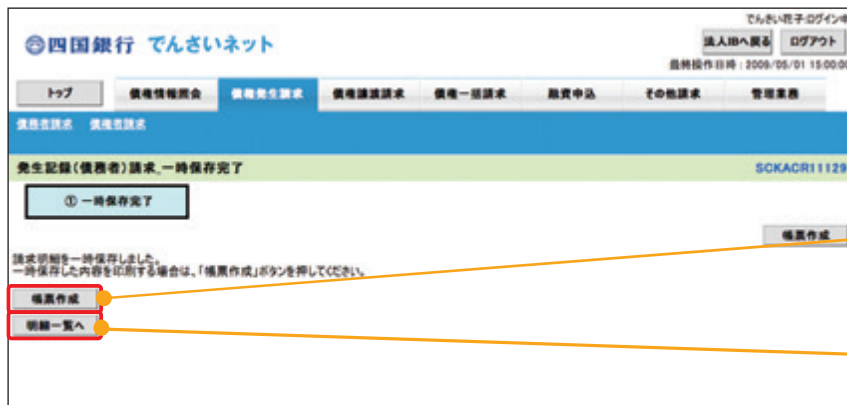 でんさい花子:ログイン中
四国銀行 でんさいネット
法人IBへ戻る ログアウト
最終操作日時：2009/05/01 15:00:00
トップ 債権情報照会 債権発生請求 債権譲渡請求 債権一括請求 融資申込 その他請求 管理業務
債務者請求 債権者請求
発生記録(債務者)請求_一時保存完了 SCKACR11129
① 一時保存完了
帳票作成
請求明細を一時保存しました。
一時保存した内容を印刷する場合は、「帳票作成」ボタンを押してください。
帳票作成
明細一覧へ